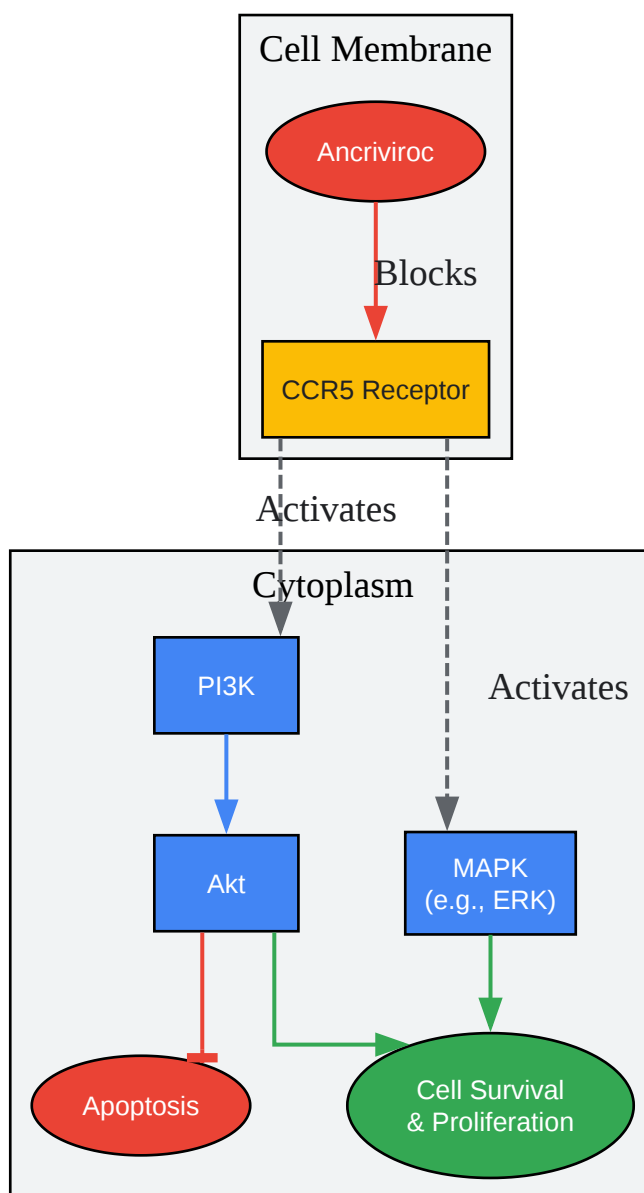 Cell Membrane
Ancriviroc
Blocks
CCR5 Receptor
Activates
Cytoplasm
PI3K
Activates
Akt
MAPK
(e.g., ERK)
Apoptosis
Cell Survival
& Proliferation